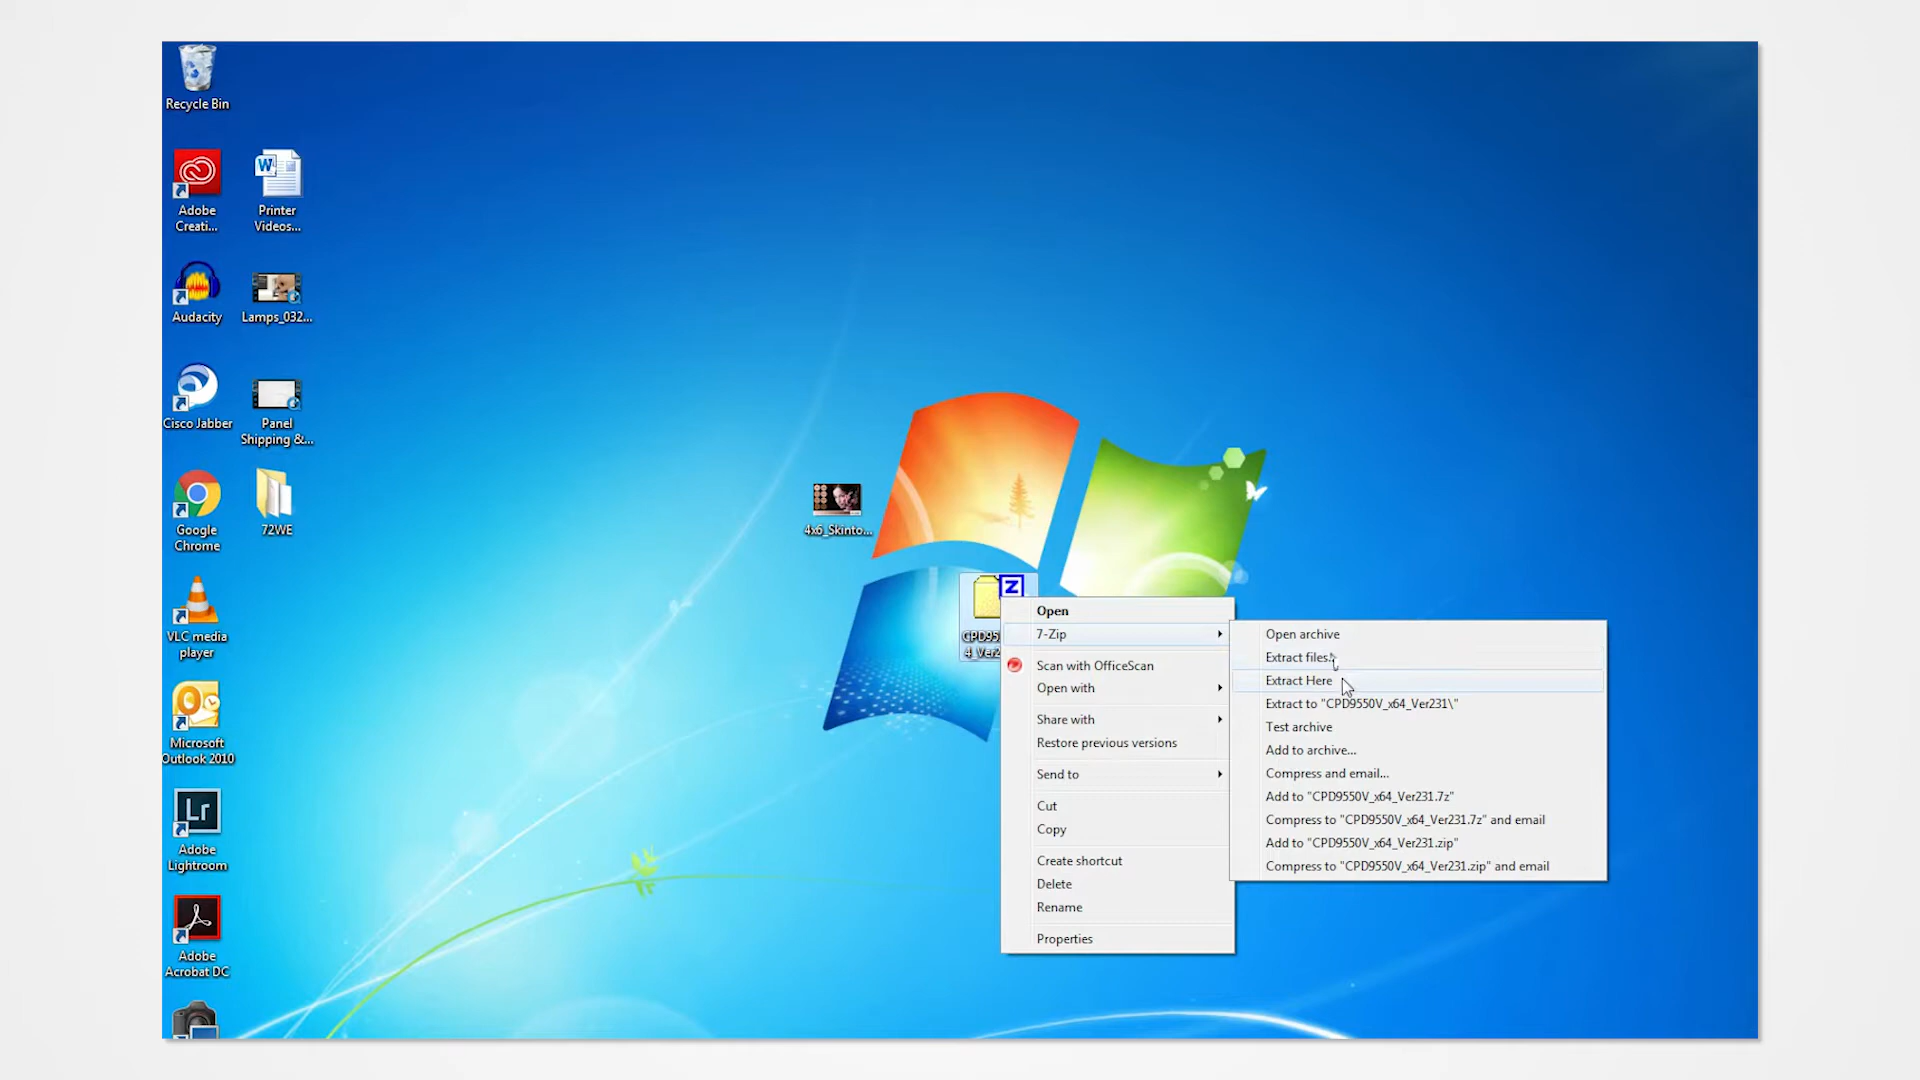 Recycle Bin
Adobe
Creati...
Printer
Videos...
Audacity
Lamps_032...
Cisco Jabber
Panel
Shipping &...
Google
Chrome
72WE
4x6_Skinto...
VLC media
player
CPD95
4_Ver2
Microsoft
Outlook 2010
Adobe
Lightroom
Adobe
Acrobat DC
Open
7-Zip
Scan with OfficeScan
Open with
Share with
Restore previous versions
Send to
Cut
Copy
Create shortcut
Delete
Rename
Properties
Open archive
Extract files...
Extract Here
Extract to "CPD9550V_x64_Ver231\"
Test archive
Add to archive...
Compress and email...
Add to "CPD9550V_x64_Ver231.7z"
Compress to "CPD9550V_x64_Ver231.7z" and email
Add to "CPD9550V_x64_Ver231.zip"
Compress to "CPD9550V_x64_Ver231.zip" and email